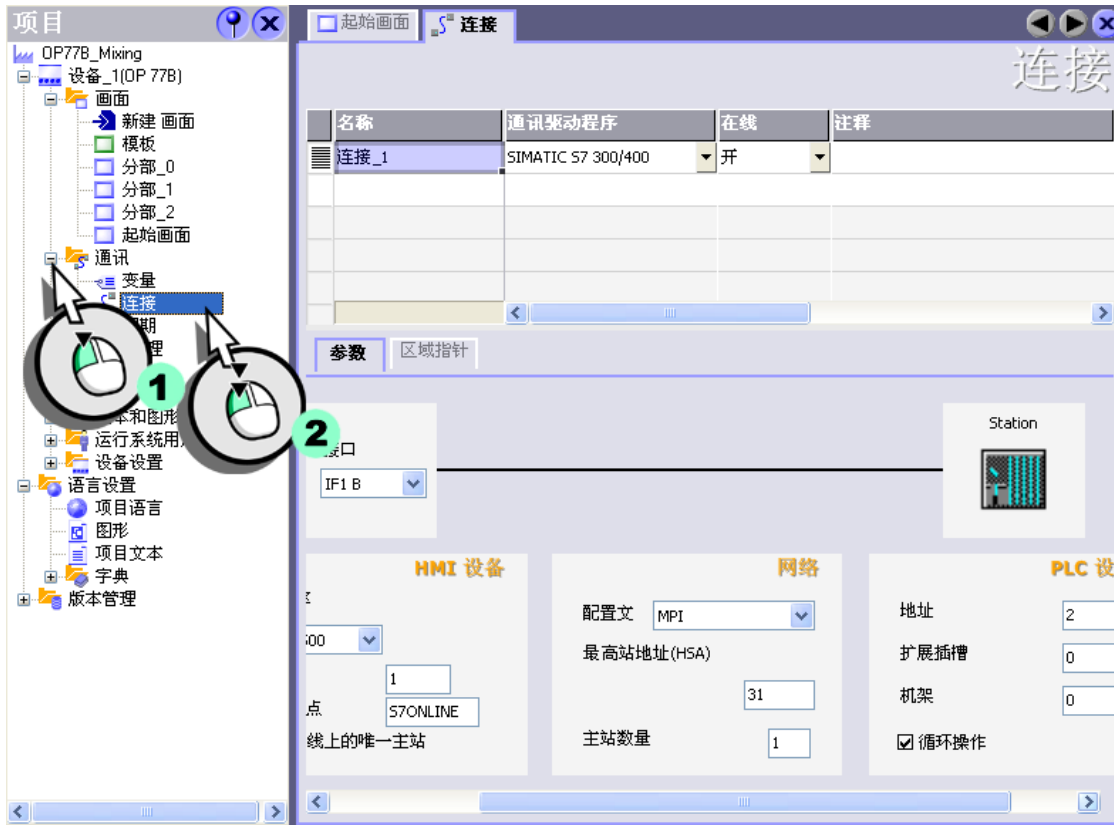 项目
OP77B_Mixing
设备_1(OP 77B)
画面
新建 画面
模板
分部_0
分部_1
分部_2
起始画面
通讯
变量
连接
期
理
1
2
本和图形
运行系统用
设备设置
语言设置
项目语言
图形
项目文本
字典
版本管理
起始画面 连接
连接
名称 通讯驱动程序 在线 注释
连接_1 SIMATIC S7 300/400 开
参数 区域指针
接口
IF1 B
Station
HMI 设备
500
1
点 S7ONLINE
线上的唯一主站
网络
配置文 MPI
最高站地址(HSA)
31
主站数量 1
PLC 设
地址 2
扩展插槽 0
机架 0
循环操作